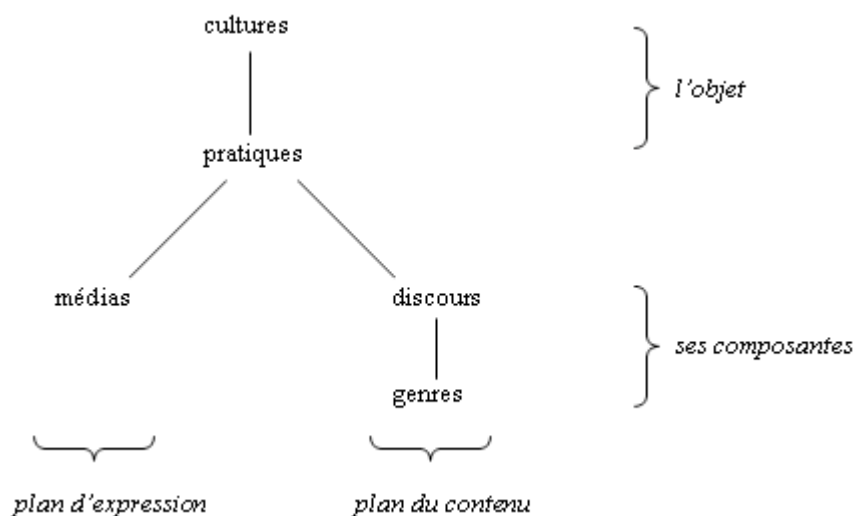 cultures
l'objet
pratiques
médias
discours
ses composantes
genres
plan d'expression
plan du contenu